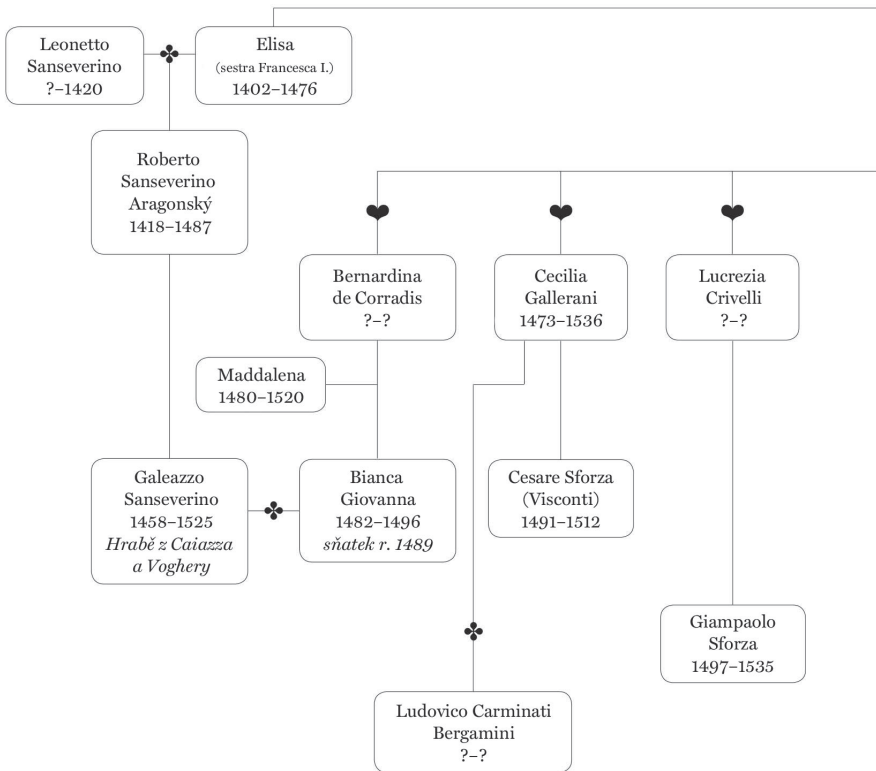 Leonetto
Sanseverino
?–1420
Elisa
(sestra Francesca I.)
1402–1476
Roberto
Sanseverino
Aragonský
1418–1487
Bernardina
de Corradis
?–?
Cecilia
Gallerani
1473–1536
Lucrezia
Crivelli
?–?
Maddalena
1480–1520
Galeazzo
Sanseverino
1458–1525
Hrabě z Caiazza
a Voghery
Bianca
Giovanna
1482–1496
sňatek r. 1489
Cesare Sforza
(Visconti)
1491–1512
Giampaolo
Sforza
1497–1535
Ludovico Carminati
Bergamini
?–?